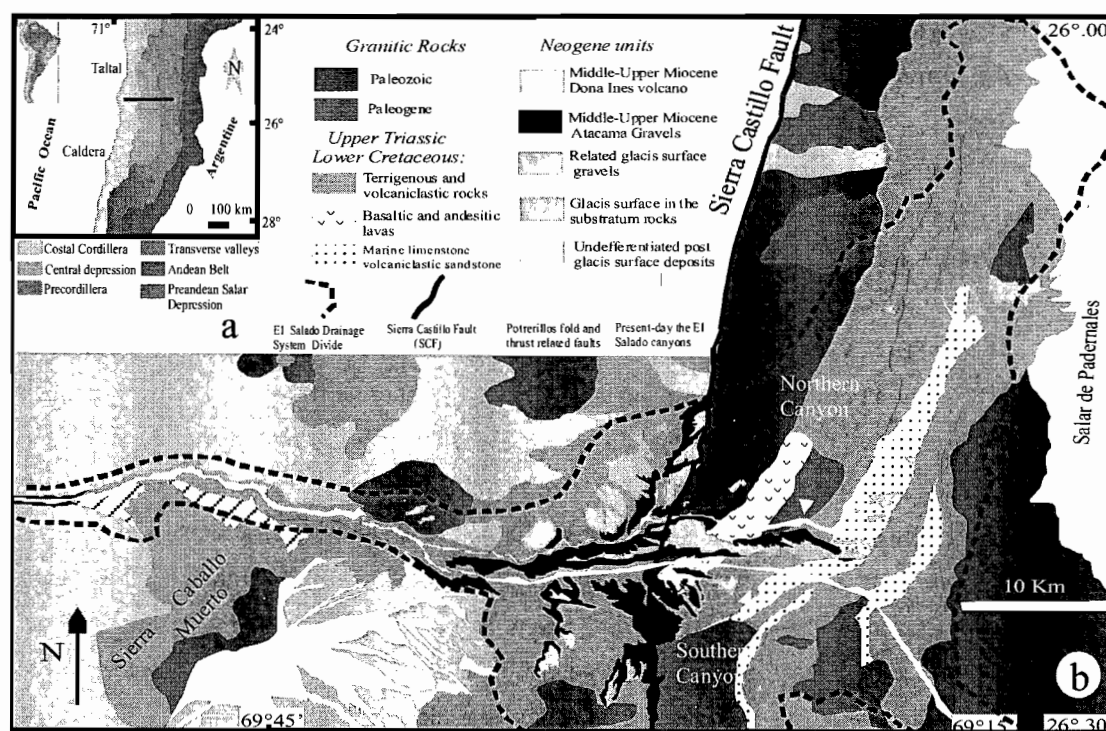 71°
24°
Taltal
N
26°
Caldera
Pacific Ocean
Argentine
0 100 km
28°
Costal Cordillera
Central depression
Precordillera
Transverse valleys
Andean Belt
Preandean Salar
Depression
a
Granitic Rocks
Paleozoic
Paleogene
Upper Triassic
Lower Cretaceous:
Terrigenous and
volcaniclastic rocks
Basaltic and andesitic
lavas
Marine limenstone
volcaniclastic sandstone
Neogene units
Middle-Upper Miocene
Dona Ines volcano
Middle-Upper Miocene
Atacama Gravels
Related glacis surface
gravels
Glacis surface in the
substratum rocks
Undefferentiated post
glacis surface deposits
El Salado Drainage
System Divide
Sierra Castillo Fault
(SCF)
Potrerillos fold and
thrust related faults
Present-day the El
Salado canyons
Sierra Castillo Fault
26°.00
Northern
Canyon
Salar de Padernales
10 Km
Sierra Caballo
Muerto
N
Southern
Canyon
b
69°45'
69°15'
26°30